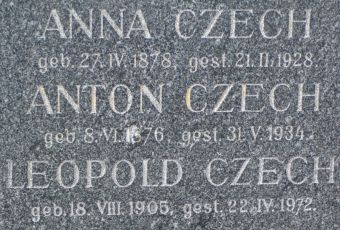 ANNA CZECH
geb. 27. IV. 1878, gest. 21. II. 1928.
ANTON CZECH
geb. 8. VI. 1876, gest. 31. V. 1934.
LEOPOLD CZECH
geb. 18. VIII. 1905, gest. 22. IV. 1972.